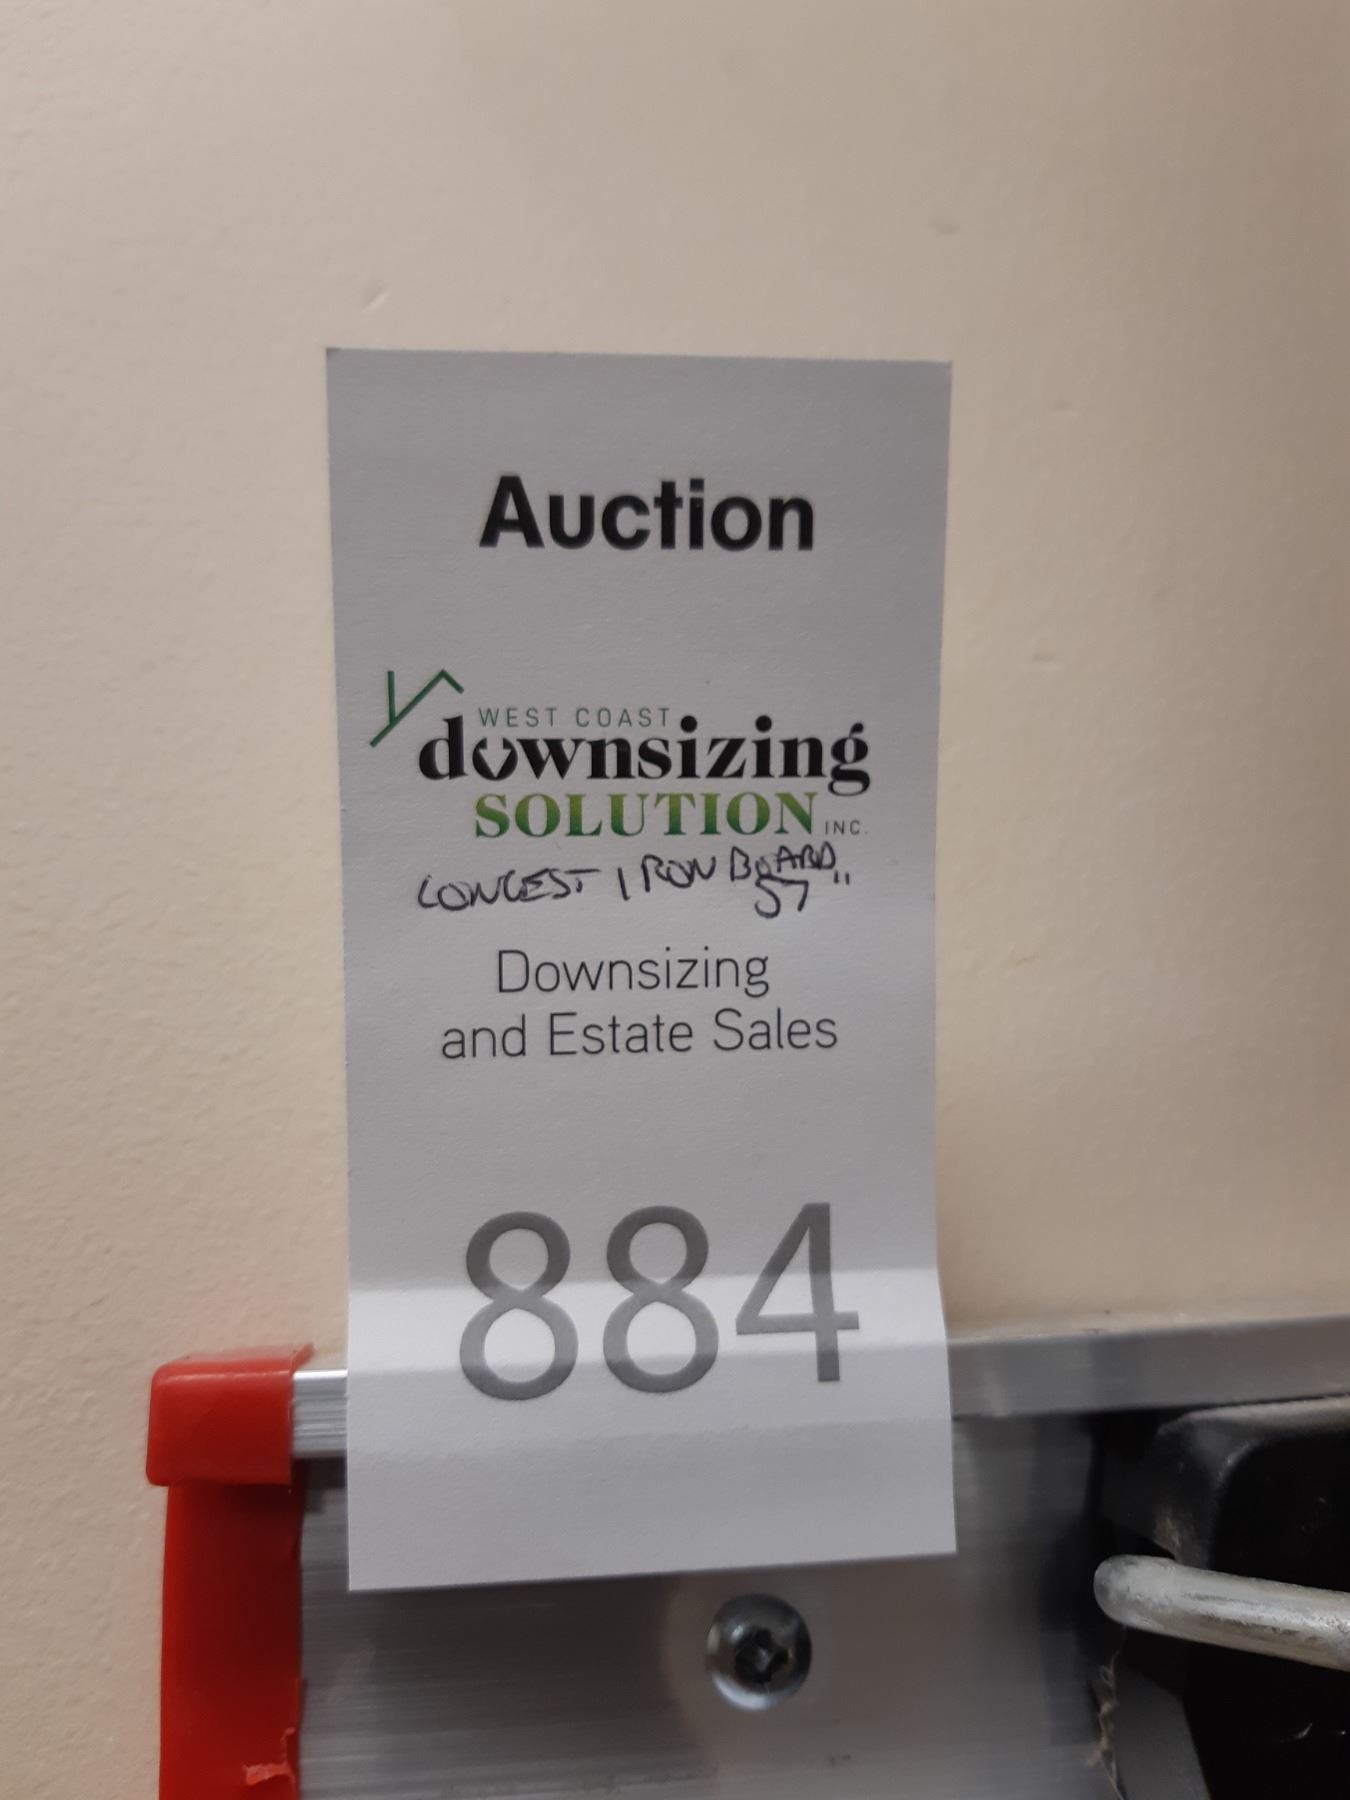 Auction
WEST COAST
downsizing
SOLUTION INC.
LONGEST IRON BOARD
57"
Downsizing
and Estate Sales
884